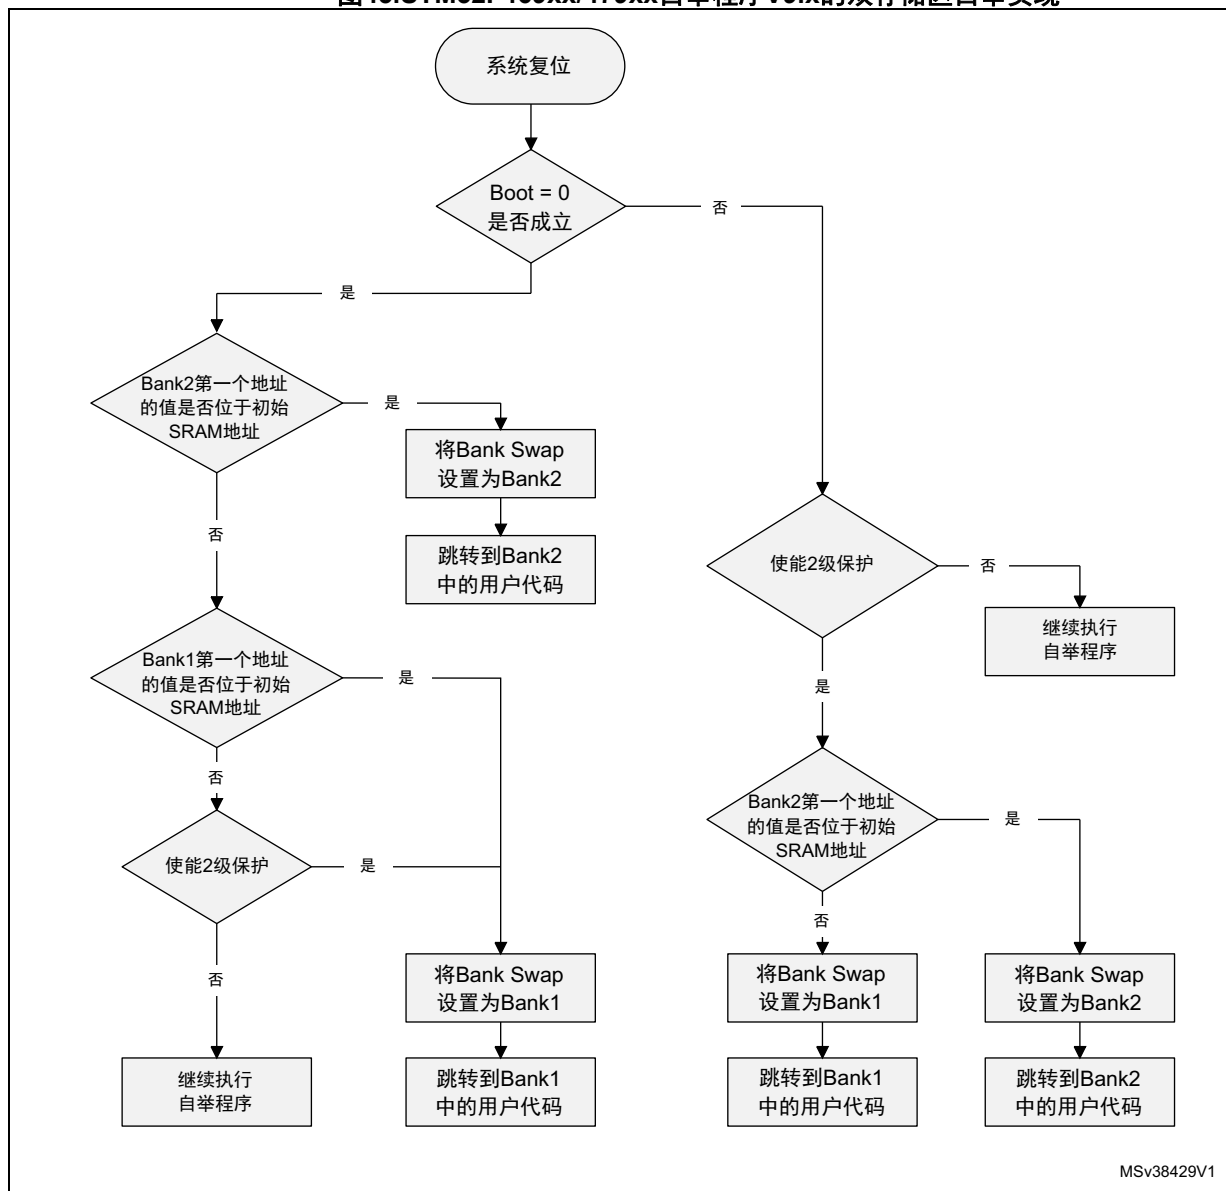 系统复位
Boot = 0
是否成立
否
是
Bank2第一个地址
的值是否位于初始
SRAM地址
是
将Bank Swap
设置为Bank2
跳转到Bank2
中的用户代码
否
Bank1第一个地址
的值是否位于初始
SRAM地址
是
否
使能2级保护
是
否
继续执行
自举程序
将Bank Swap
设置为Bank1
跳转到Bank1
中的用户代码
使能2级保护
否
继续执行
自举程序
是
Bank2第一个地址
的值是否位于初始
SRAM地址
是
否
将Bank Swap
设置为Bank1
跳转到Bank1
中的用户代码
将Bank Swap
设置为Bank2
跳转到Bank2
中的用户代码
MSv38429V1